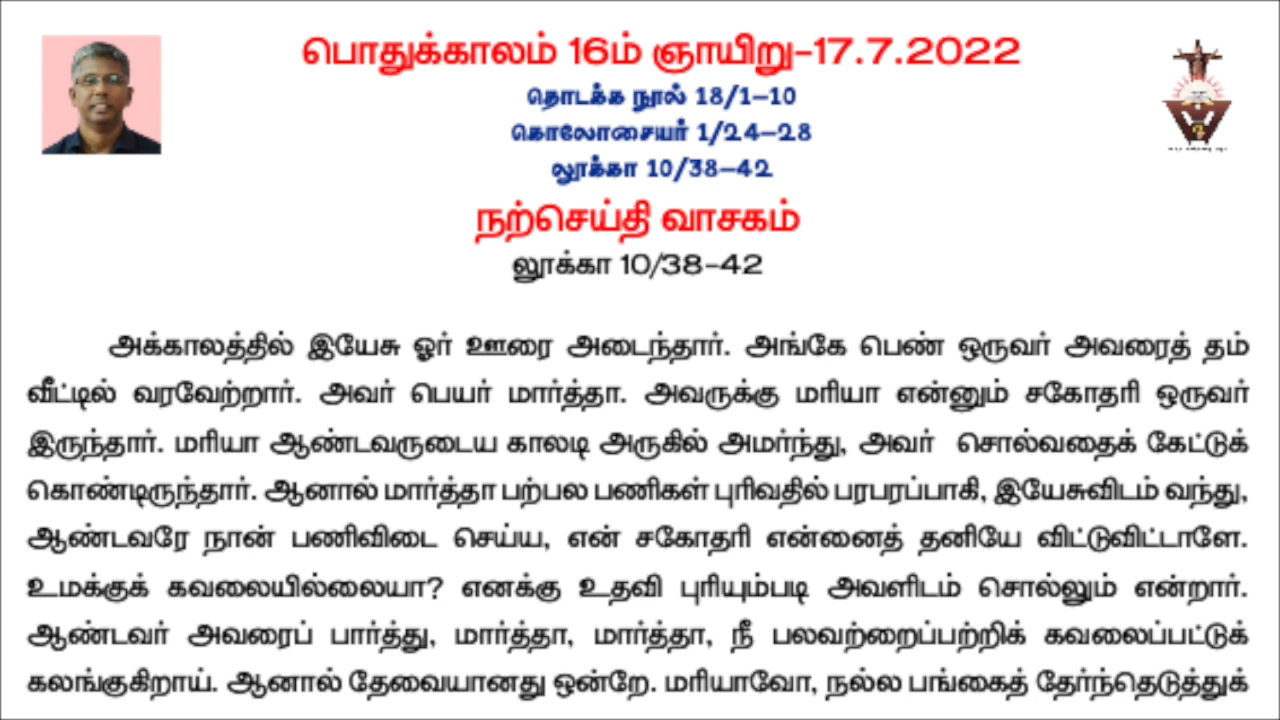 பொதுக்காலம் 16ம் ஞாயிறு-17.7.2022
தொடக்க நூல் 18/1-10
கொலோசையர் 1/24-28
லூக்கா 10/38-42
நற்செய்தி வாசகம்
லூக்கா 10/38-42
அக்காலத்தில் இயேசு ஓர் ஊரை அடைந்தார். அங்கே பெண் ஒருவர் அவரைத் தம்
வீட்டில் வரவேற்றார். அவர் பெயர் மார்த்தா. அவருக்கு மரியா என்னும் சகோதரி ஒருவர்
இருந்தார். மரியா ஆண்டவருடைய காலடி அருகில் அமர்ந்து, அவர் சொல்வதைக் கேட்டுக்
கொண்டிருந்தார். ஆனால் மார்த்தா பற்பல பணிகள் புரிவதில் பரபரப்பாகி, இயேசுவிடம் வந்து,
ஆண்டவரே நான் பணிவிடை செய்ய, என் சகோதரி என்னைத் தனியே விட்டுவிட்டாளே.
உமக்குக் கவலையில்லையா? எனக்கு உதவி புரியும்படி அவளிடம் சொல்லும் என்றார்.
ஆண்டவர் அவரைப் பார்த்து, மார்த்தா, மார்த்தா, நீ பலவற்றைப்பற்றிக் கவலைப்பட்டுக்
கலங்குகிறாய். ஆனால் தேவையானது ஒன்றே. மரியாவோ, நல்ல பங்கைத் தேர்ந்தெடுத்துக்